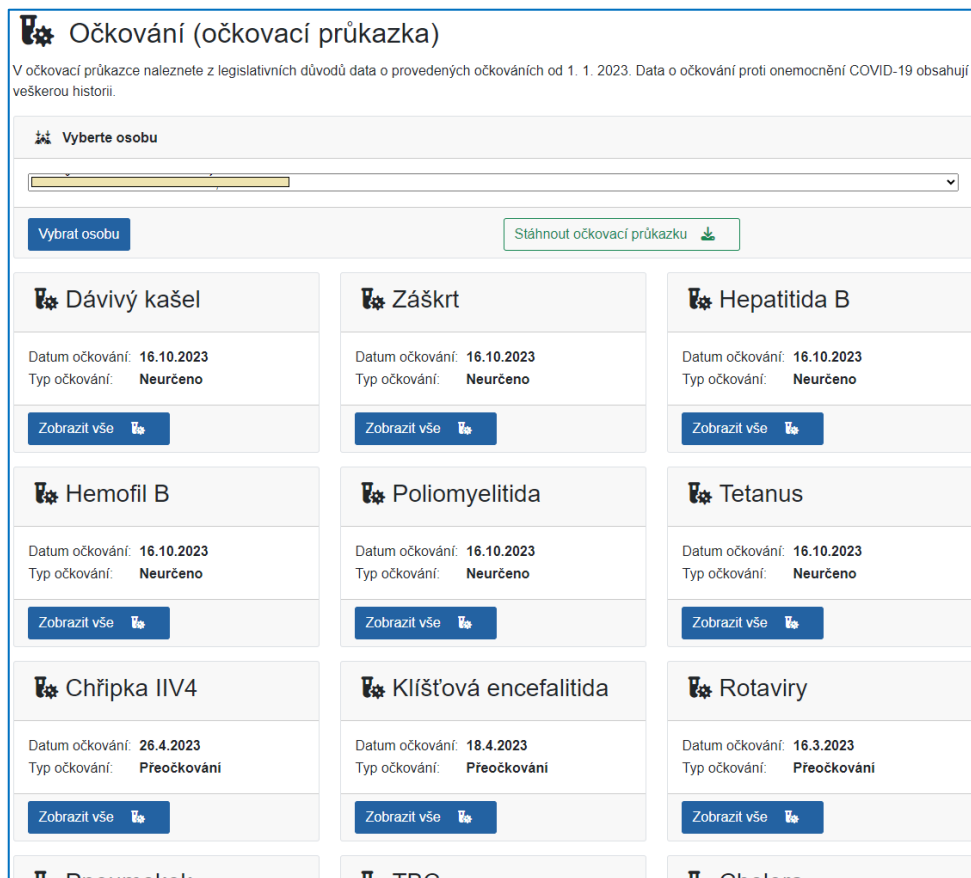 Očkování (očkovací průkazka)
V očkovací průkazce naleznete z legislativních důvodů data o provedených očkováních od 1. 1. 2023. Data o očkování proti onemocnění COVID-19 obsahují
veškerou historii.
Vyberte osobu
Vybrat osobu
Stáhnout očkovací průkazku
Dávivý kašel
Datum očkování: 16.10.2023
Typ očkování: Neurčeno
Zobrazit vše
Záškrt
Datum očkování: 16.10.2023
Typ očkování: Neurčeno
Zobrazit vše
Hepatitida B
Datum očkování: 16.10.2023
Typ očkování: Neurčeno
Zobrazit vše
Hemofil B
Datum očkování: 16.10.2023
Typ očkování: Neurčeno
Zobrazit vše
Poliomyelitida
Datum očkování: 16.10.2023
Typ očkování: Neurčeno
Zobrazit vše
Tetanus
Datum očkování: 16.10.2023
Typ očkování: Neurčeno
Zobrazit vše
Chřipka IIV4
Datum očkování: 26.4.2023
Typ očkování: Přeočkování
Zobrazit vše
Klíšťová encefalitida
Datum očkování: 18.4.2023
Typ očkování: Přeočkování
Zobrazit vše
Rotaviry
Datum očkování: 16.3.2023
Typ očkování: Přeočkování
Zobrazit vše
TBC
Cholera